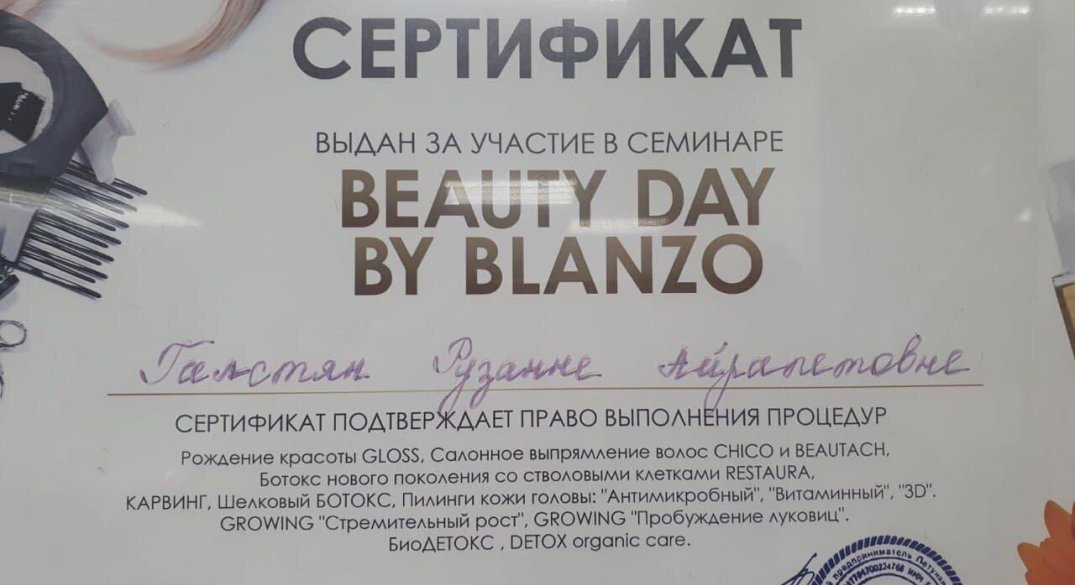 СЕРТИФИКАТ
ВЫДАН ЗА УЧАСТИЕ В СЕМИНАРЕ
BEAUTY DAY
BY BLANZO
Галстян Рузанне Айрапетовне
СЕРТИФИКАТ ПОДТВЕРЖДАЕТ ПРАВО ВЫПОЛНЕНИЯ ПРОЦЕДУР
Рождение красоты GLOSS, Салонное выпрямление волос CHICO и BEAUTACH,
Ботокс нового поколения со стволовыми клетками RESTAURA,
КАРВИНГ, Шелковый БОТОКС, Пилинги кожи головы: "Антимикробный", "Витаминный", "3D".
GROWING "Стремительный рост", GROWING "Пробуждение луковиц".
БиоДЕТОКС , DETOX organic care.
предприниматель